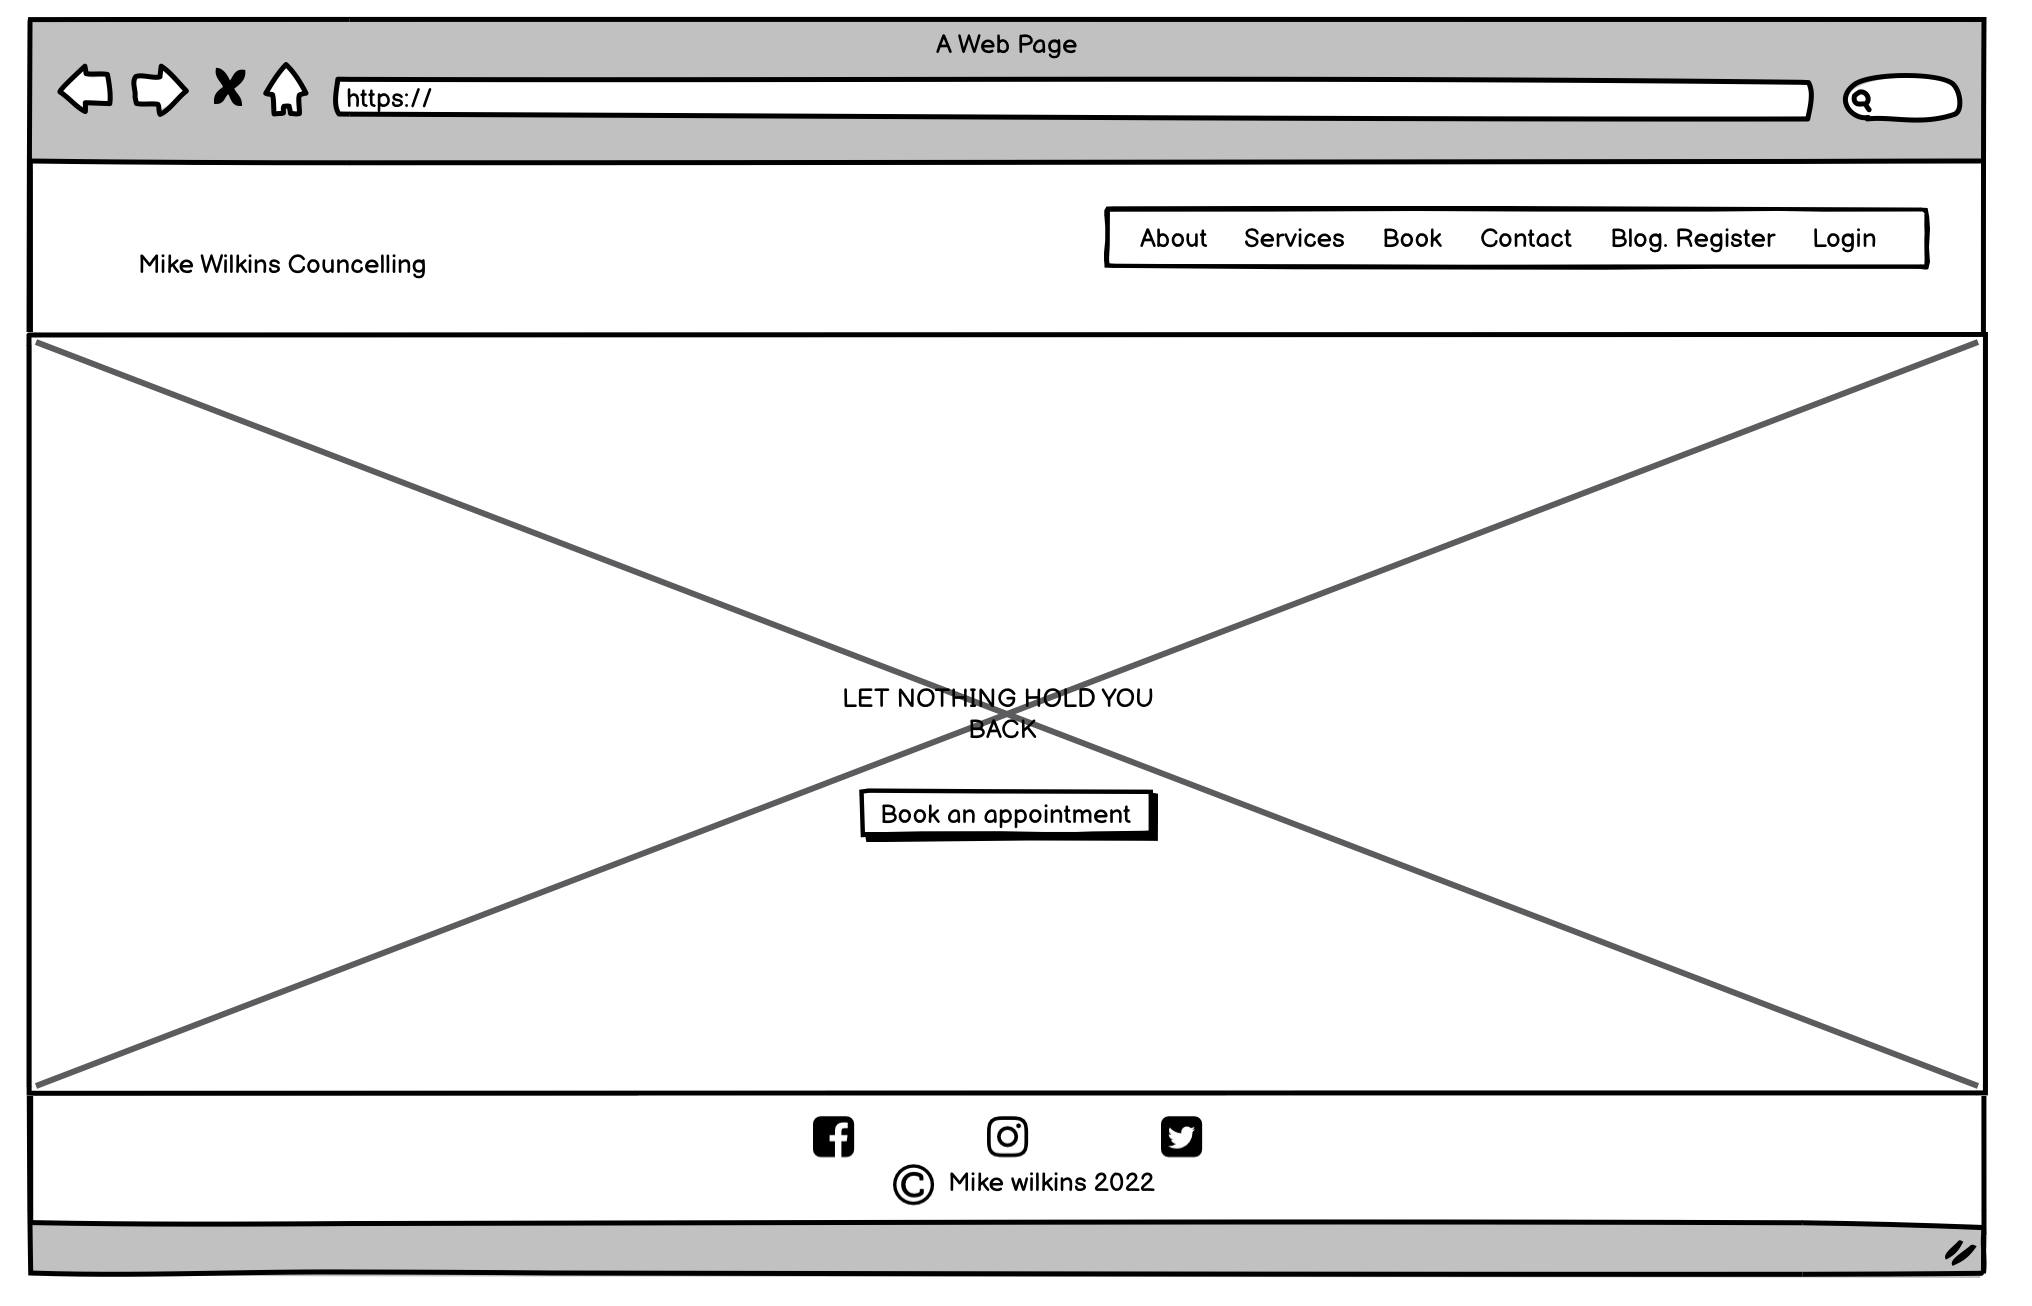 A Web Page
https://
About Services Book Contact Blog. Register Login
Mike Wilkins Councelling
LET NOTHING HOLD YOU
BACK
Book an appointment
© Mike wilkins 2022